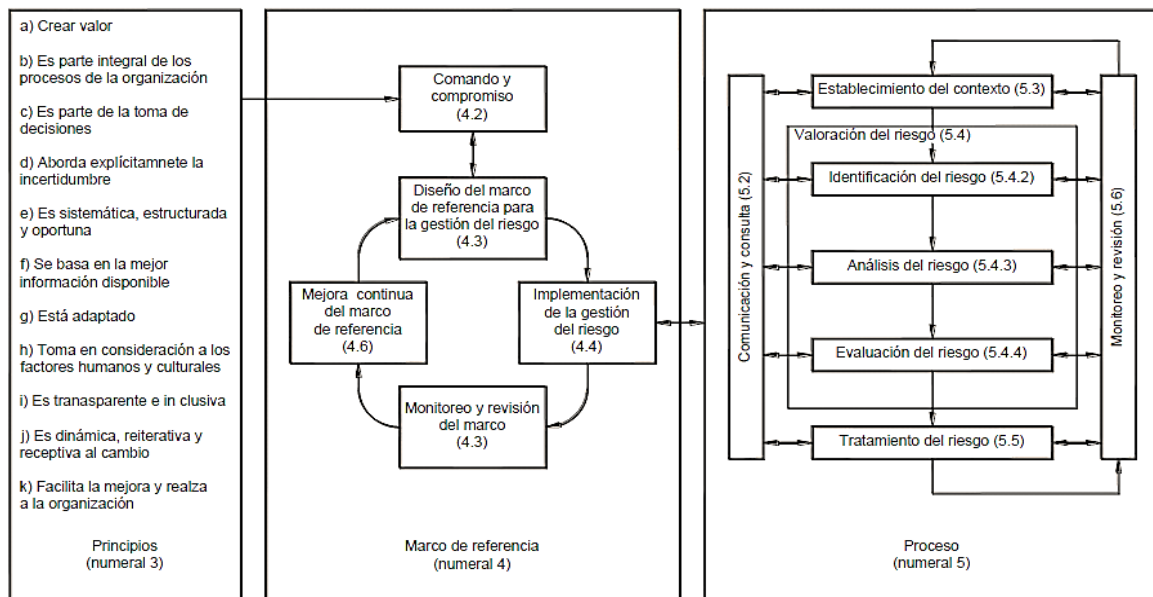 a) Crear valor
b) Es parte integral de los
procesos de la organización
c) Es parte de la toma de
decisiones
d) Aborda explícitamnete la
incertidumbre
e) Es sistemática, estructurada
y oportuna
f) Se basa en la mejor
información disponible
g) Está adaptado
h) Toma en consideración a los
factores humanos y culturales
i) Es tranasparente e in clusiva
j) Es dinámica, reiterativa y
receptiva al cambio
k) Facilita la mejora y realza
a la organización
Principios
(numeral 3)
Comando y
compromiso
(4.2)
Diseño del marco
de referencia para
la gestión del riesgo
(4.3)
Mejora continua
del marco
de referencia
(4.6)
Implementación
de la gestión
del riesgo
(4.4)
Monitoreo y revisión
del marco
(4.3)
Marco de referencia
(numeral 4)
Comunicación y consulta (5.2)
Establecimiento del contexto (5.3)
Valoración del riesgo (5.4)
Identificación del riesgo (5.4.2)
Análisis del riesgo (5.4.3)
Evaluación del riesgo (5.4.4)
Tratamiento del riesgo (5.5)
Monitoreo y revisión (5.6)
Proceso
(numeral 5)